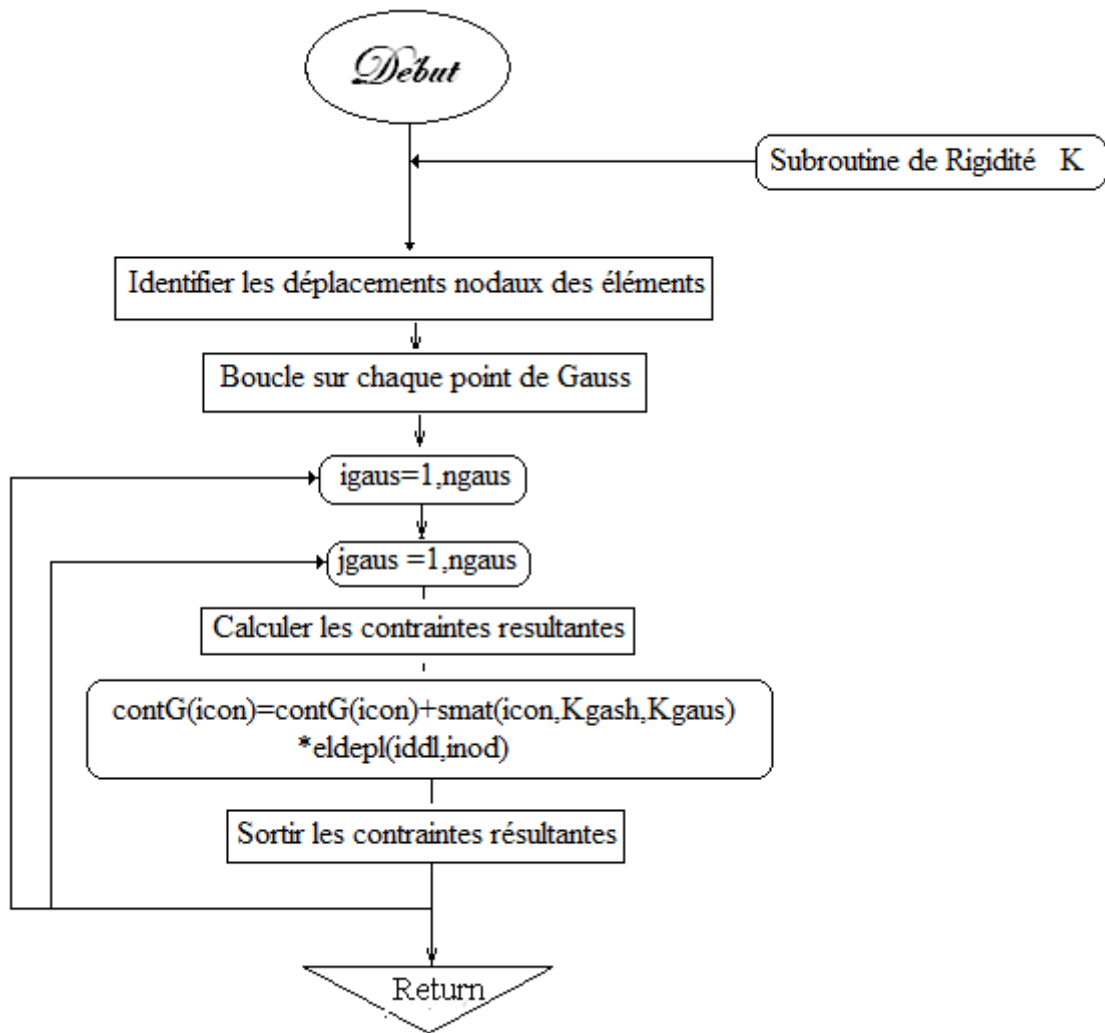 Début
Subroutine de Rigidité K
Identifier les déplacements nodaux des éléments
Boucle sur chaque point de Gauss
igaus=1,ngaus
jgaus =1,ngaus
Calculer les contraintes resultantes
contG(icon)=contG(icon)+smat(icon,Kgash,Kgaus)
*eldepl(iddl,inod)
Sortir les contraintes résultantes
Return